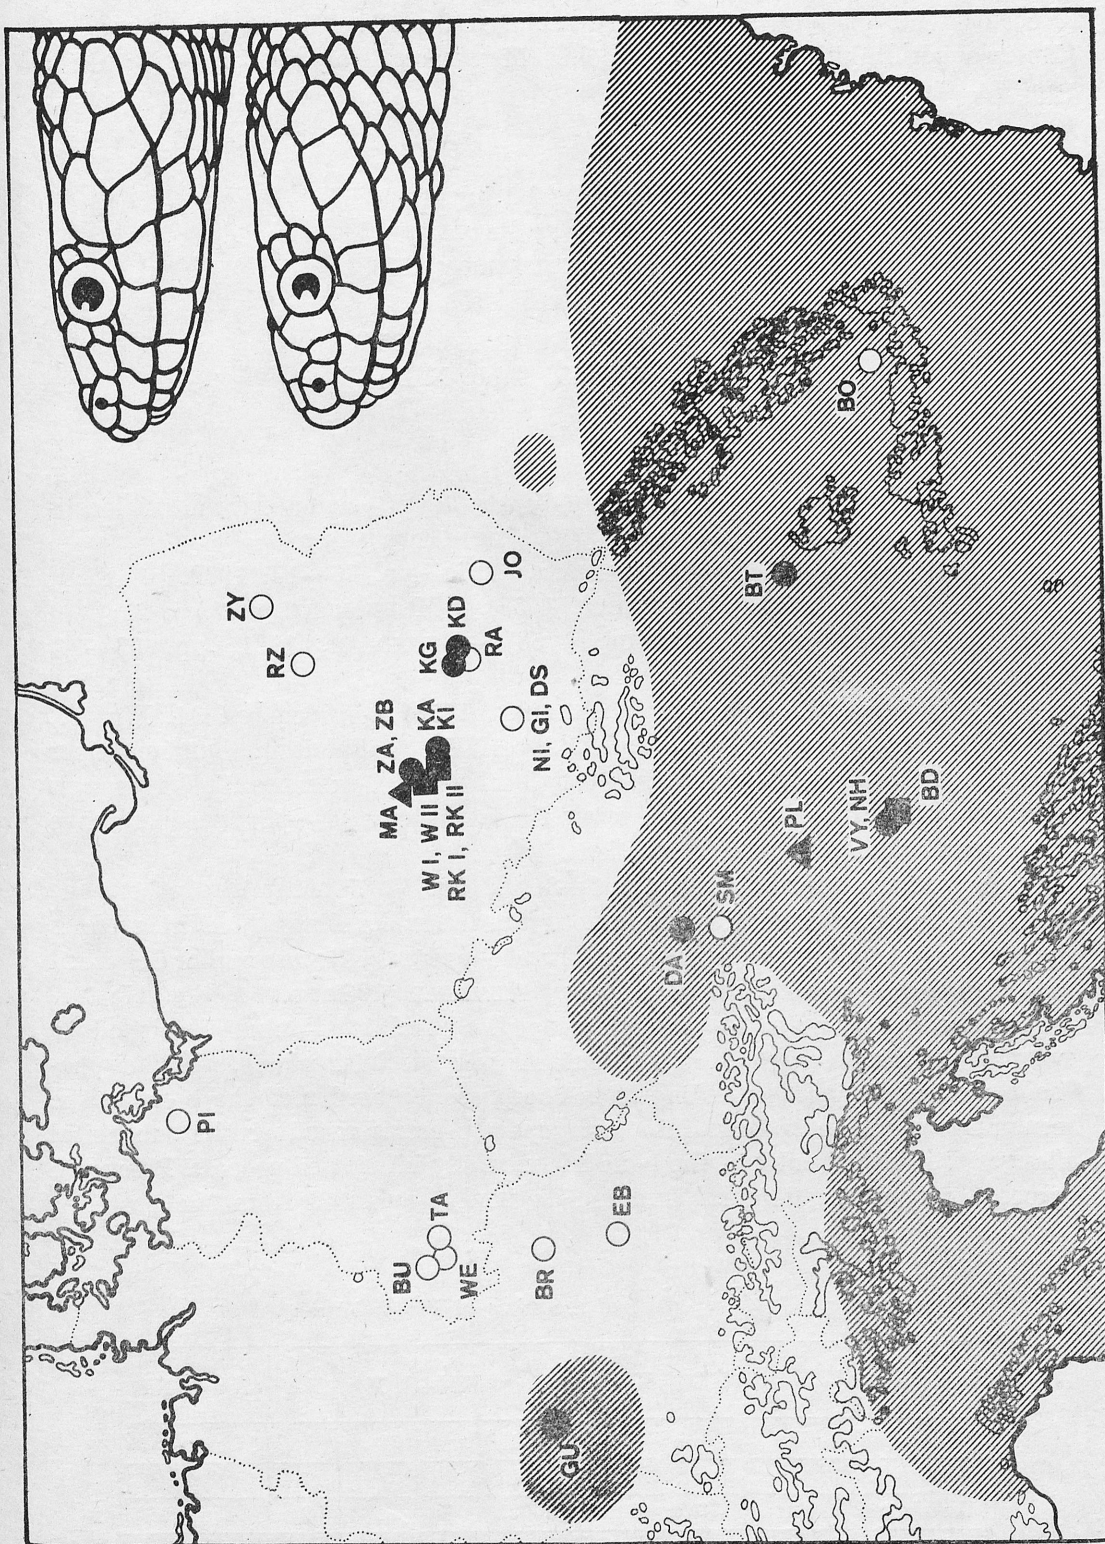 ZY
RZ
JO
KD
KG
RA
NI, GI, DS
KA
KI
ZA, ZB
MA
W I, W II
RK I, RK II
BO
BT
PL
VY, NH
BD
SM
DA
PI
TA
BU
WE
BR
EB
GU